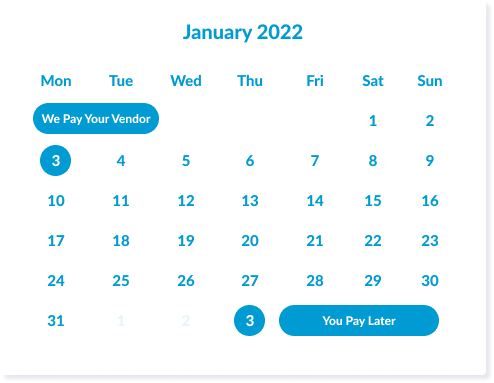 January 2022
Mon Tue Wed Thu Fri Sat Sun
We Pay Your Vendor 1 2
3 4 5 6 7 8 9
10 11 12 13 14 15 16
17 18 19 20 21 22 23
24 25 26 27 28 29 30
31 1 2 3 You Pay Later